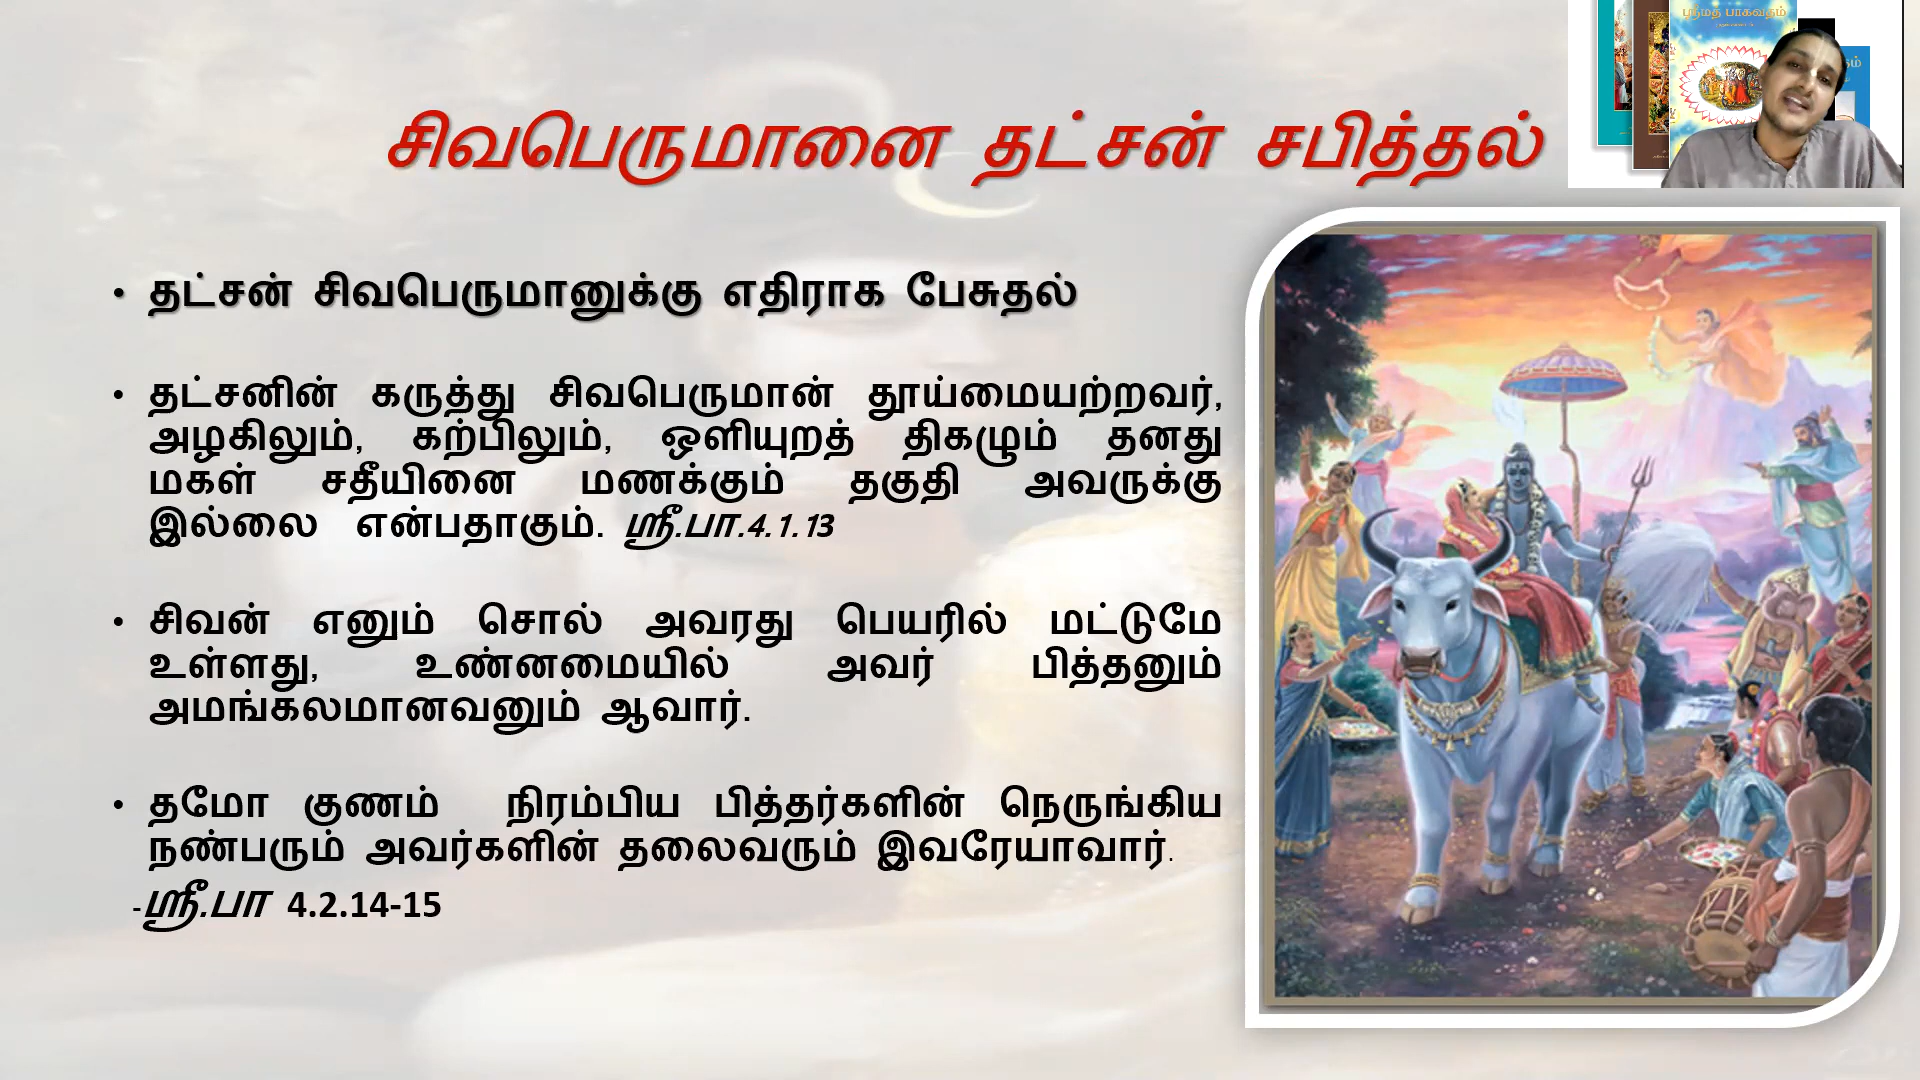 ஸ்ரீமத் பாகவதம்
சிவபெருமானை தட்சன் சபித்தல்
• தட்சன் சிவபெருமானுக்கு எதிராக பேசுதல்
• தட்சனின் கருத்து சிவபெருமான் தூய்மையற்றவர்,
அழகிலும், கற்பிலும், ஒளியுறத் திகழும் தனது
மகள் சதீயினை மணக்கும் தகுதி அவருக்கு
இல்லை என்பதாகும். ஸ்ரீ.பா.4.1.13
• சிவன் எனும் சொல் அவரது பெயரில் மட்டுமே
உள்ளது, உண்னமையில் அவர் பித்தனும்
அமங்கலமானவனும் ஆவார்.
• தமோ குணம் நிரம்பிய பித்தர்களின் நெருங்கிய
நண்பரும் அவர்களின் தலைவரும் இவரேயாவார்.
-ஸ்ரீ.பா 4.2.14-15